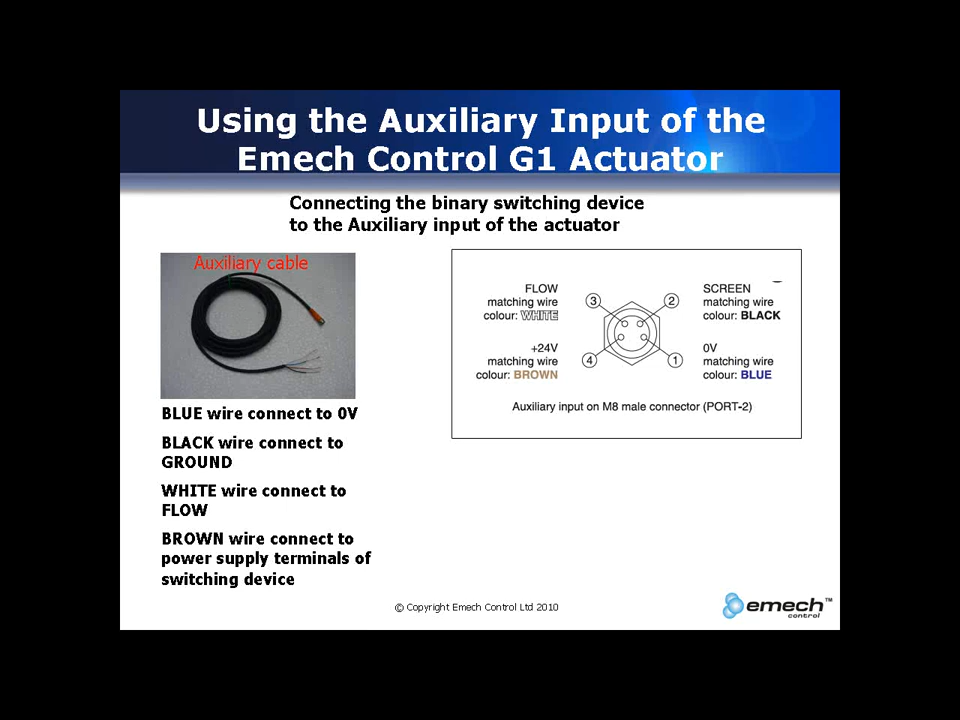 Using the Auxiliary Input of the
Emech Control G1 Actuator
Connecting the binary switching device
to the Auxiliary input of the actuator
Auxiliary cable
BLUE wire connect to 0V
BLACK wire connect to
GROUND
WHITE wire connect to
FLOW
BROWN wire connect to
power supply terminals of
switching device
FLOW
matching wire
colour: WHITE
3
2
SCREEN
matching wire
colour: BLACK
+24V
matching wire
colour: BROWN
4
1
0V
matching wire
colour: BLUE
Auxiliary input on M8 male connector (PORT-2)
© Copyright Emech Control Ltd 2010
emech™
control